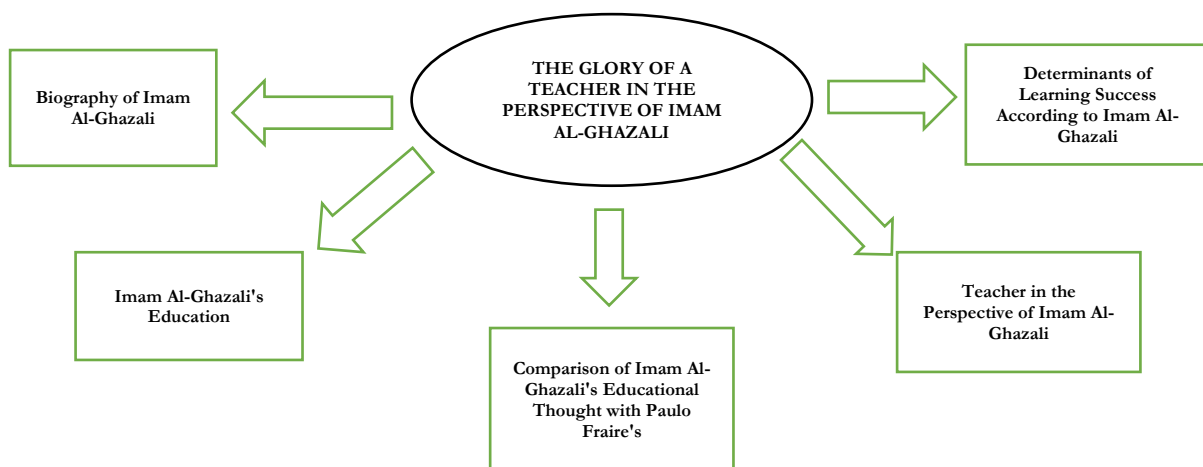 THE GLORY OF A
TEACHER IN THE
PERSPECTIVE OF IMAM
AL-GHAZALI
Biography of Imam
Al-Ghazali
Determinants of
Learning Success
According to Imam Al-
Ghazali
Imam Al-Ghazali's
Education
Teacher in the
Perspective of Imam Al-
Ghazali
Comparison of Imam Al-
Ghazali's Educational
Thought with Paulo
Fraire's